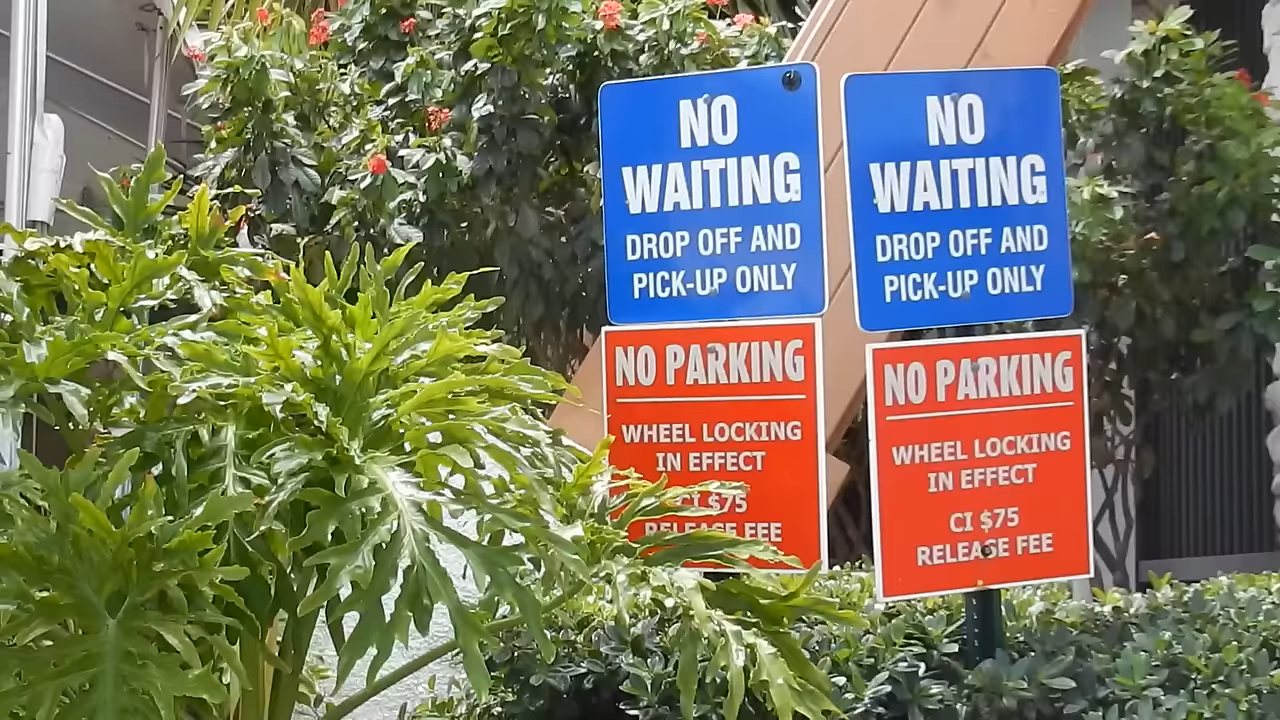 NO
WAITING
DROP OFF AND
PICK-UP ONLY
NO PARKING
WHEEL LOCKING
IN EFFECT
CI $75
RELEASE FEE
NO
WAITING
DROP OFF AND
PICK-UP ONLY
NO PARKING
WHEEL LOCKING
IN EFFECT
CI $75
RELEASE FEE